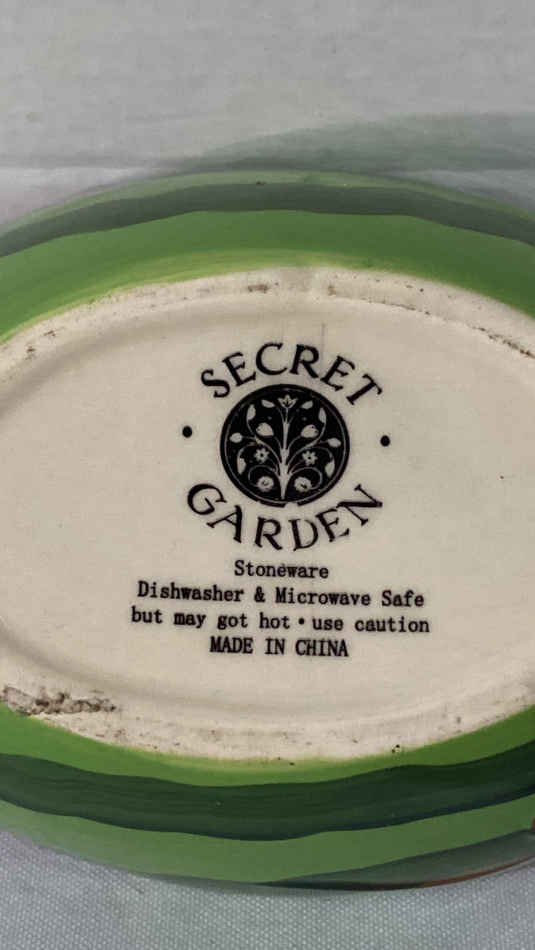 SECRET
GARDEN
Stoneware
Dishwasher & Microwave Safe
but may got hot • use caution
MADE IN CHINA